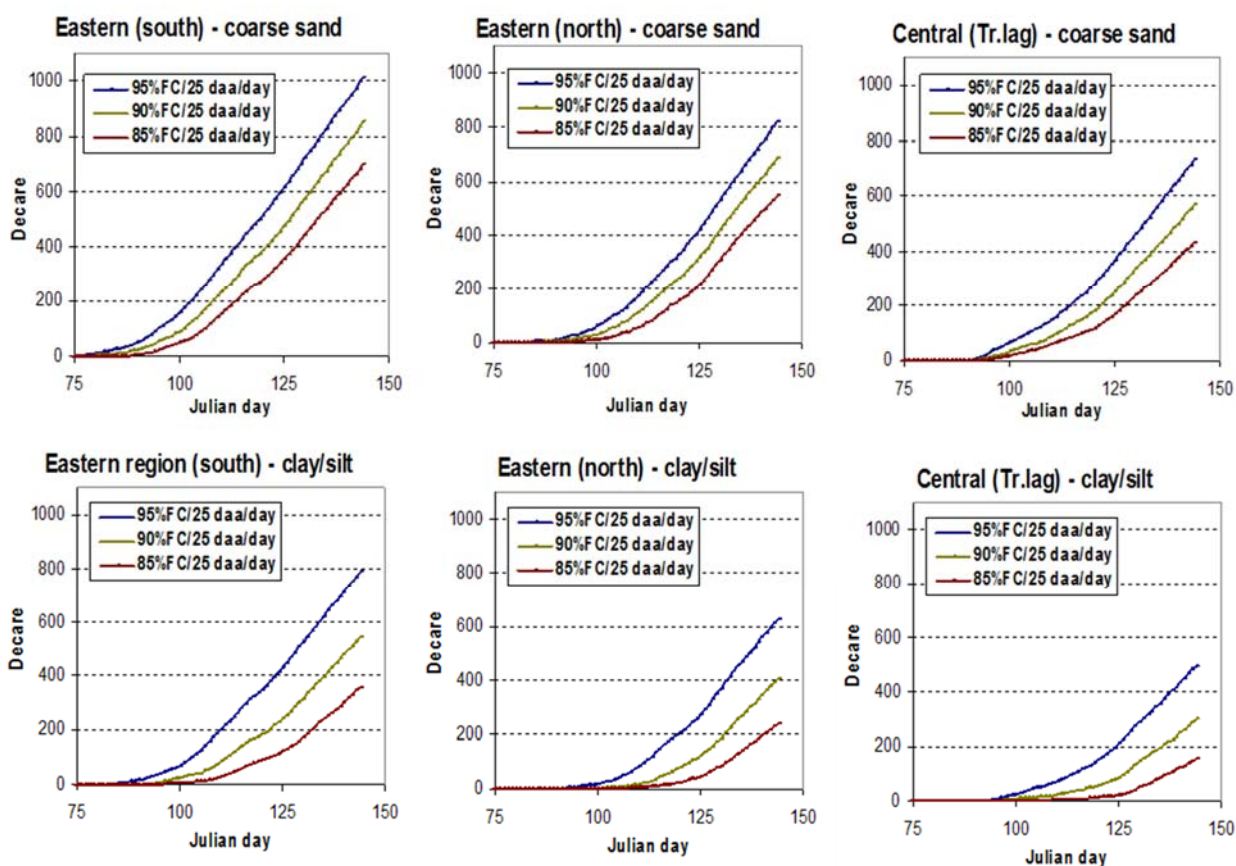 Eastern (south) - coarse sand
1000
800
600
400
200
0
Decare
95%FC/25 daa/day
90%FC/25 daa/day
85%FC/25 daa/day
75 100 125 150
Julian day
Eastern (north) - coarse sand
1000
800
600
400
200
0
Decare
95%FC/25 daa/day
90%FC/25 daa/day
85%FC/25 daa/day
75 100 125 150
Julian day
Central (Tr.lag) - coarse sand
1000
800
600
400
200
0
Decare
95%FC/25 daa/day
90%FC/25 daa/day
85%FC/25 daa/day
75 100 125 150
Julian day
Eastern region (south) - clay/silt
1000
800
600
400
200
0
Decare
95%FC/25 daa/day
90%FC/25 daa/day
85%FC/25 daa/day
75 100 125 150
Julian day
Eastern (north) - clay/silt
1000
800
600
400
200
0
Decare
95%FC/25 daa/day
90%FC/25 daa/day
85%FC/25 daa/day
75 100 125 150
Julian day
Central (Tr.lag) - clay/silt
1000
800
600
400
200
0
Decare
95%FC/25 daa/day
90%FC/25 daa/day
85%FC/25 daa/day
75 100 125 150
Julian day